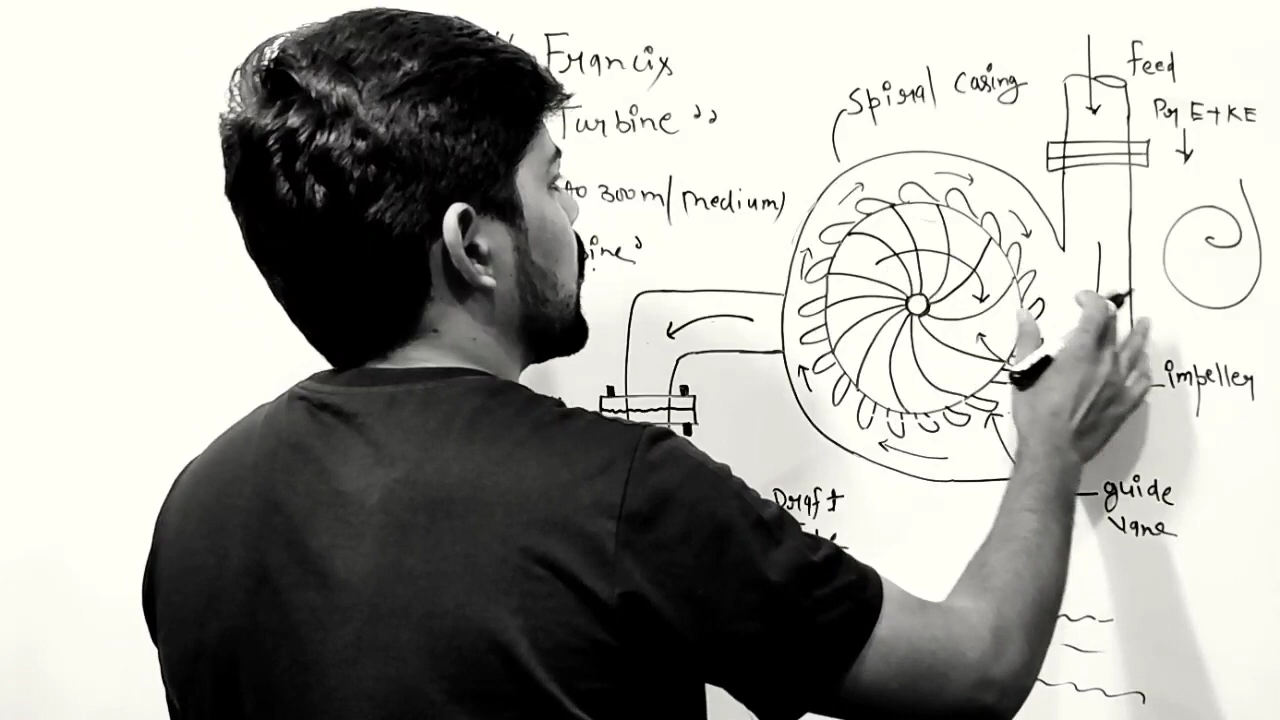 " Francis
Turbine "
to 300m/medium)
Spiral Casing
feed
Pr E+KE
impeller
guide
vane
Draft